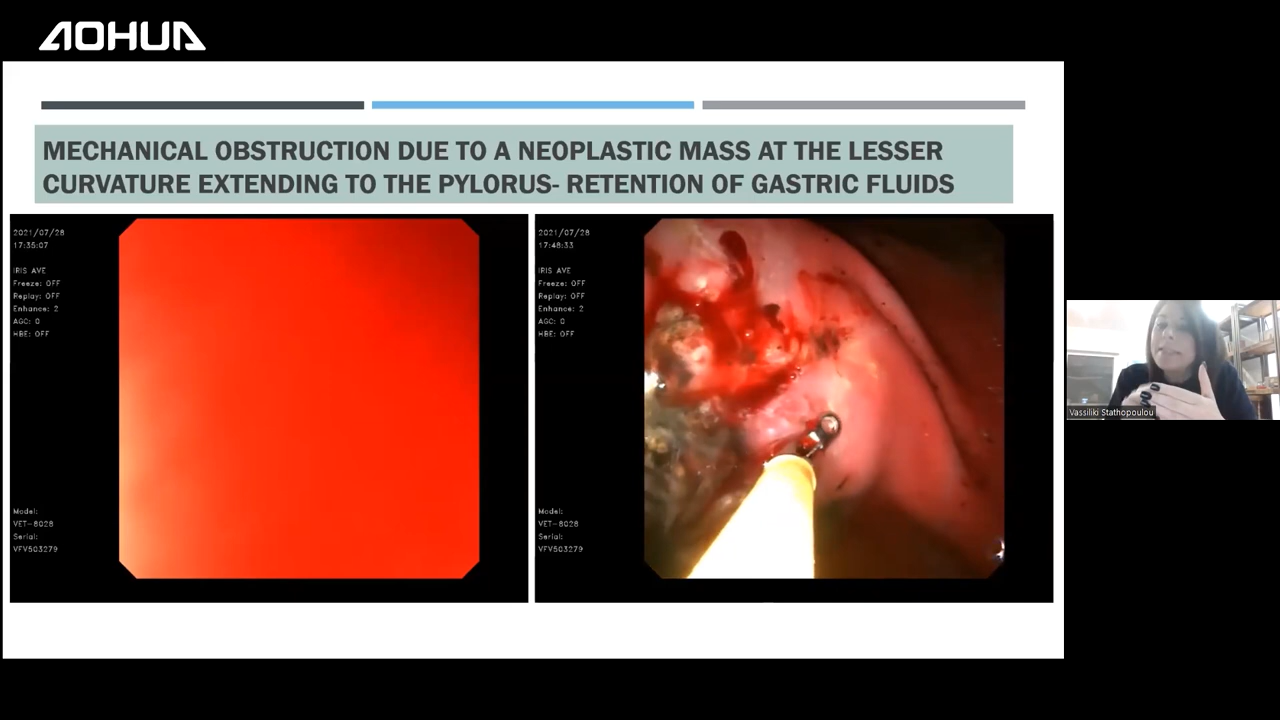 AOHUA
MECHANICAL OBSTRUCTION DUE TO A NEOPLASTIC MASS AT THE LESSER
CURVATURE EXTENDING TO THE PYLORUS- RETENTION OF GASTRIC FLUIDS
2021/07/28
17:35:07
IRIS AVE
Freeze: OFF
Replay: OFF
Enhance: 2
AGC: 0
HBE: OFF
Model:
VET-8028
Serial:
VFV503279
2021/07/28
17:48:33
IRIS AVE
Freeze: OFF
Replay: OFF
Enhance: 2
AGC: 0
HBE: OFF
Model:
VET-8028
Serial:
VFV503279
Vassiliki Stathopoulou